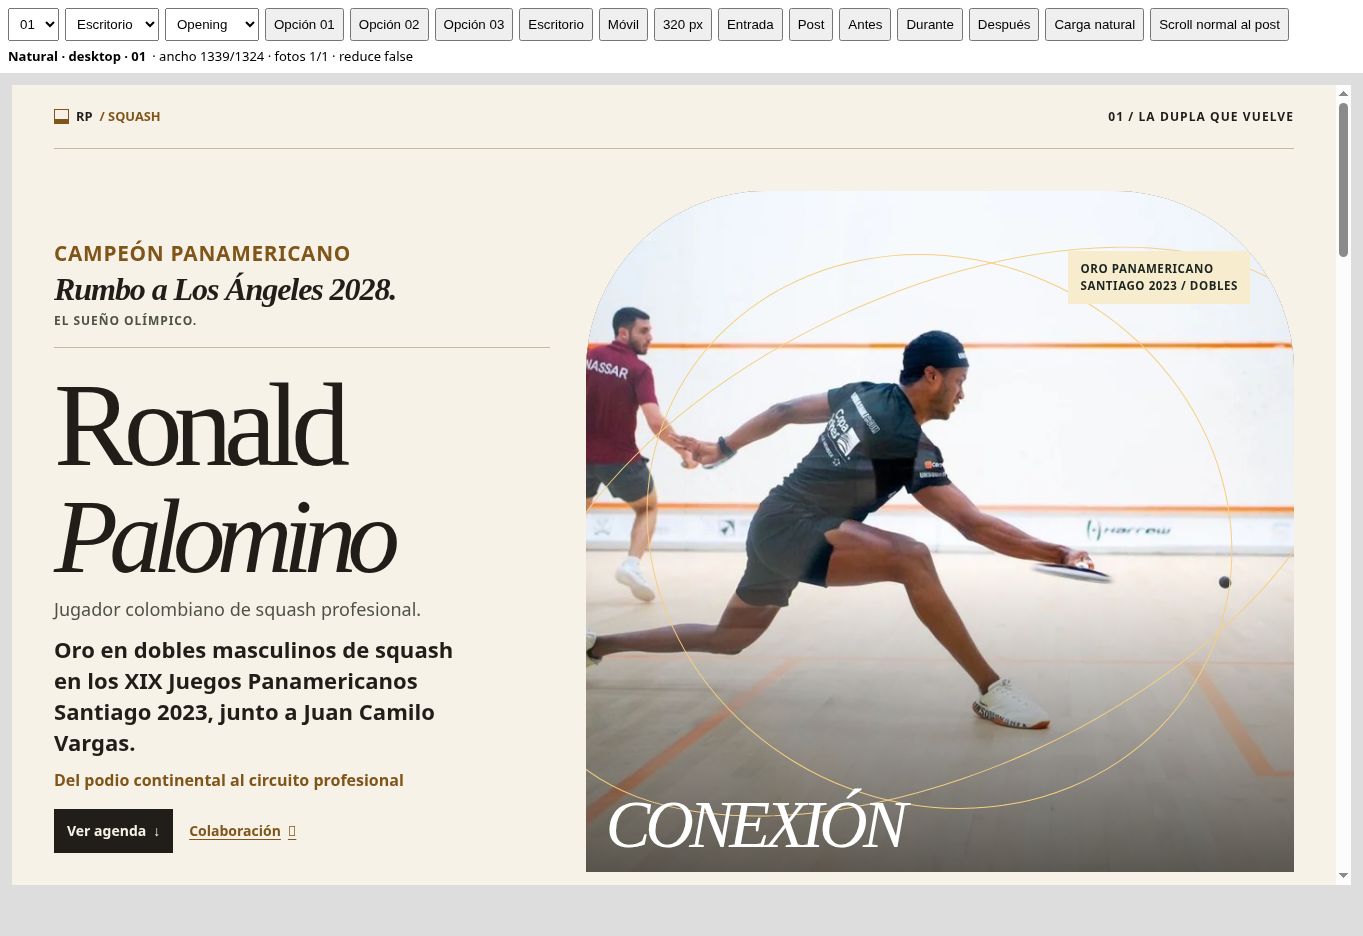 01 Escritorio Opening Opción 01 Opción 02 Opción 03 Escritorio Móvil 320 px Entrada Post Antes Durante Después Carga natural Scroll normal al post
Natural · desktop · 01 · ancho 1339/1324 · fotos 1/1 · reduce false
RP / SQUASH
01 / LA DUPLA QUE VUELVE
CAMPEÓN PANAMERICANO
Rumbo a Los Ángeles 2028.
EL SUEÑO OLÍMPICO.
Ronald
Palomino
Jugador colombiano de squash profesional.
Oro en dobles masculinos de squash
en los XIX Juegos Panamericanos
Santiago 2023, junto a Juan Camilo
Vargas.
Del podio continental al circuito profesional
Ver agenda ↓
Colaboración
ORO PANAMERICANO
SANTIAGO 2023 / DOBLES
NASSAR
Copa
Harrow
CONEXIÓN